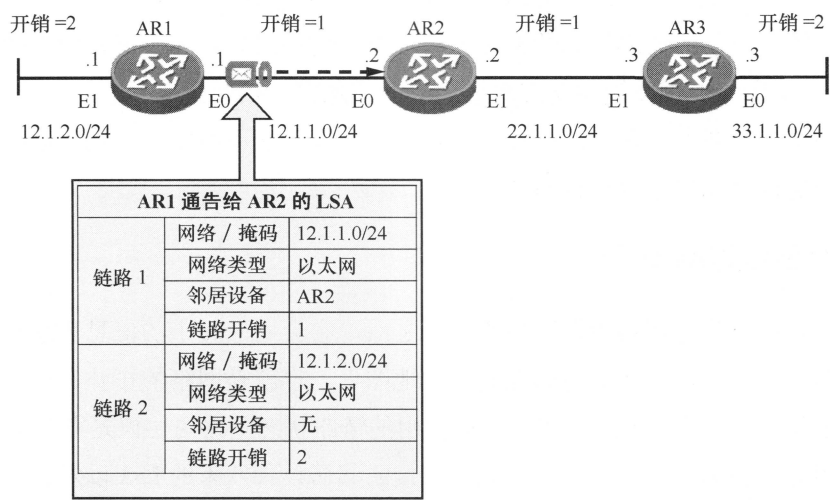 开销 =2 AR1 开销 =1 AR2 开销 =1 AR3 开销 =2
.1 .1 .2 .2 .3 .3
E1 E0 E0 E1 E1 E0
12.1.2.0/24 12.1.1.0/24 22.1.1.0/24 33.1.1.0/24
AR1 通告给 AR2 的 LSA
链路 1
网络 / 掩码 12.1.1.0/24
网络类型 以太网
邻居设备 AR2
链路开销 1
链路 2
网络 / 掩码 12.1.2.0/24
网络类型 以太网
邻居设备 无
链路开销 2